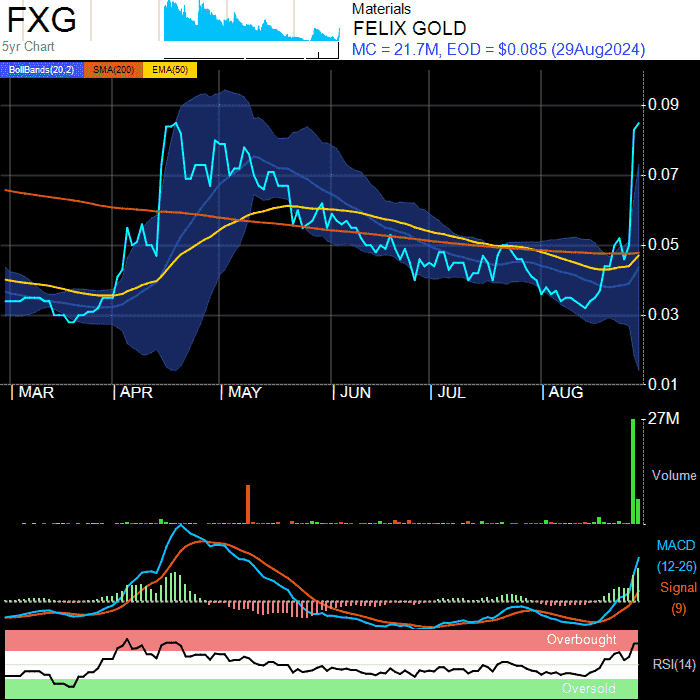 FXG
5yr Chart
Materials
FELIX GOLD
MC = 21.7M, EOD = $0.085 (29Aug2024)
BollBands(20,2) SMA(200) EMA(50)
0.09
0.07
0.05
0.03
0.01
MAR APR MAY JUN JUL AUG
27M
Volume
MACD
(12-26)
Signal
(9)
Overbought
RSI(14)
Oversold